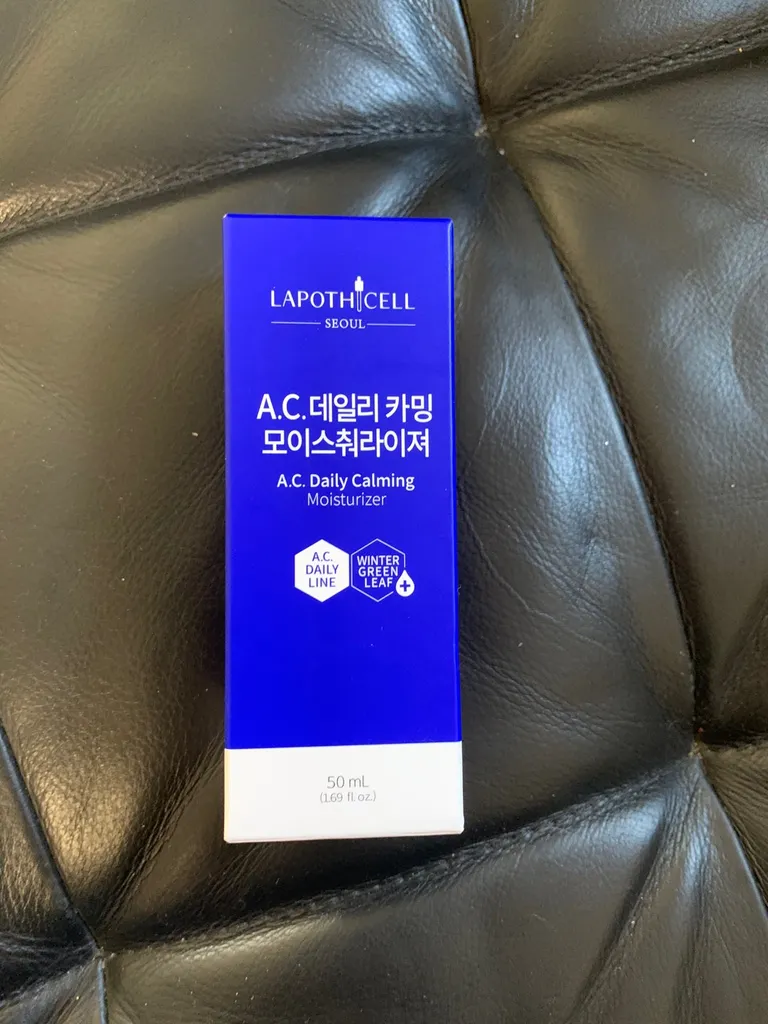 LAPOTHICELL
SEOUL
A.C. 데일리 카밍
모이스춰라이져
A.C. Daily Calming
Moisturizer
A.C.
DAILY
LINE
WINTER
GREEN
LEAF
50 mL
(1.69 fl oz.)